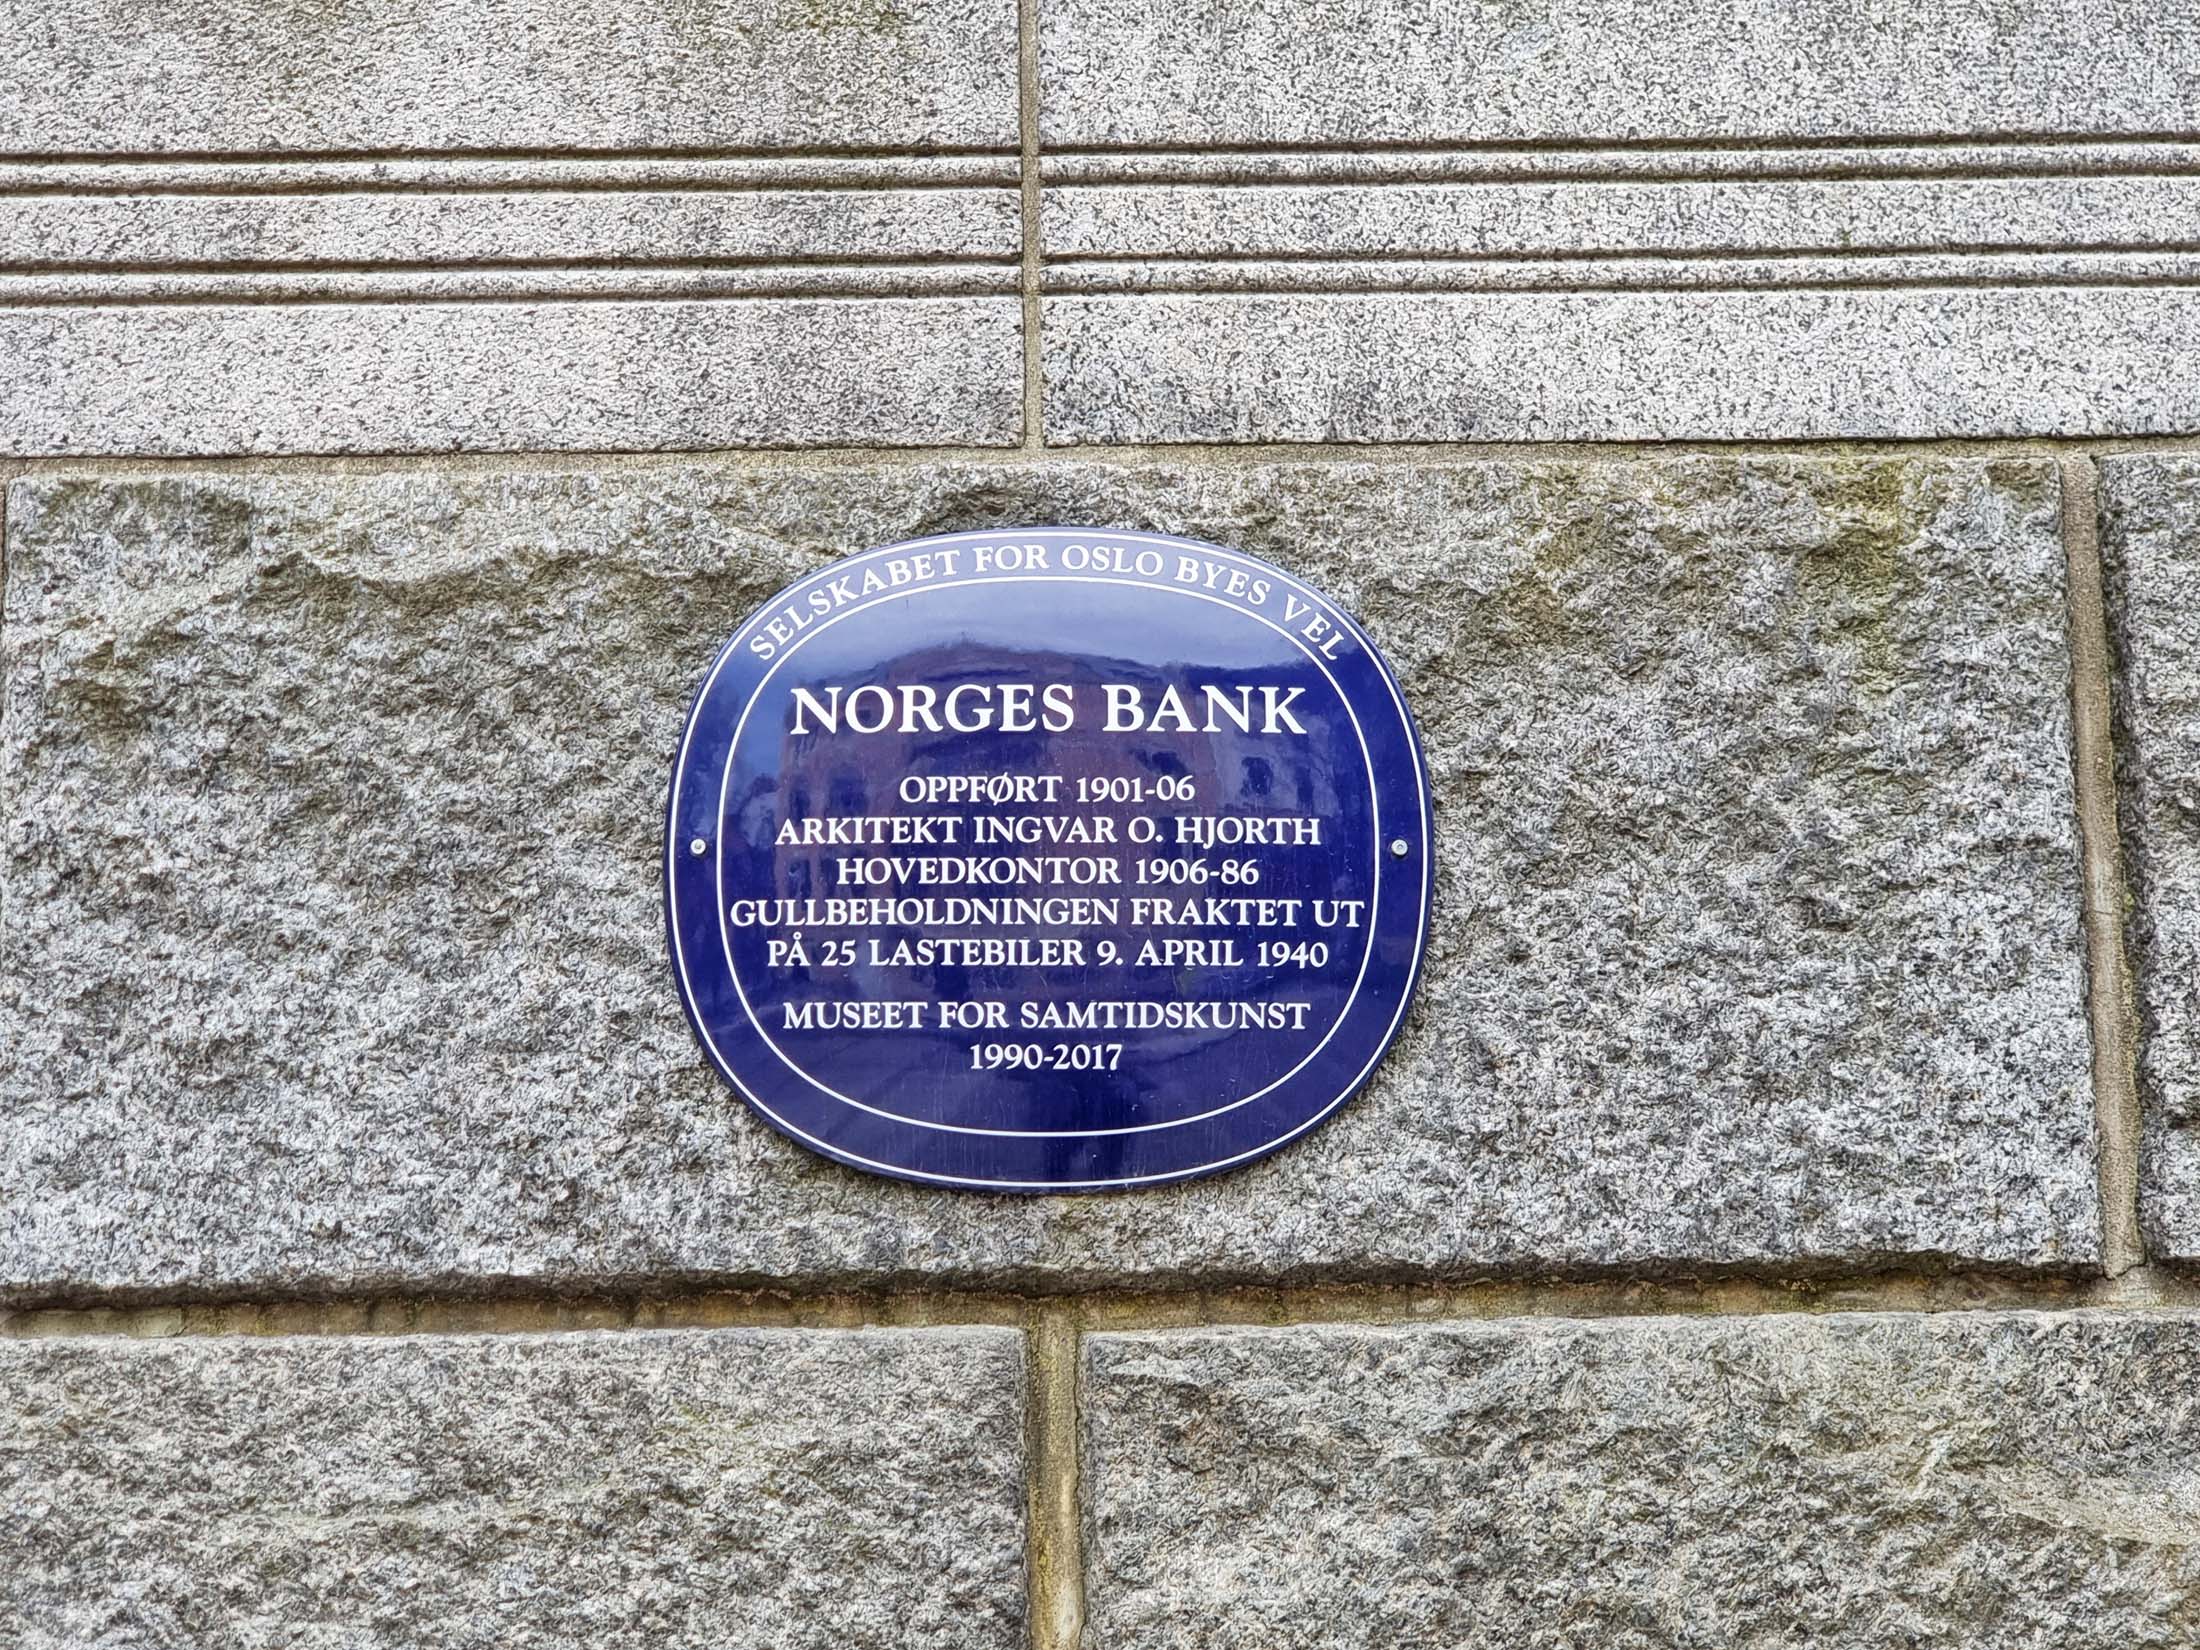 SELSKABET FOR OSLO BYES VEL
NORGES BANK
OPPFØRT 1901-06
ARKITEKT INGVAR O. HJORTH
HOVEDKONTOR 1906-86
GULLBEHOLDNINGEN FRAKTET UT
PÅ 25 LASTEBILER 9. APRIL 1940
MUSEET FOR SAMTIDSKUNST
1990-2017